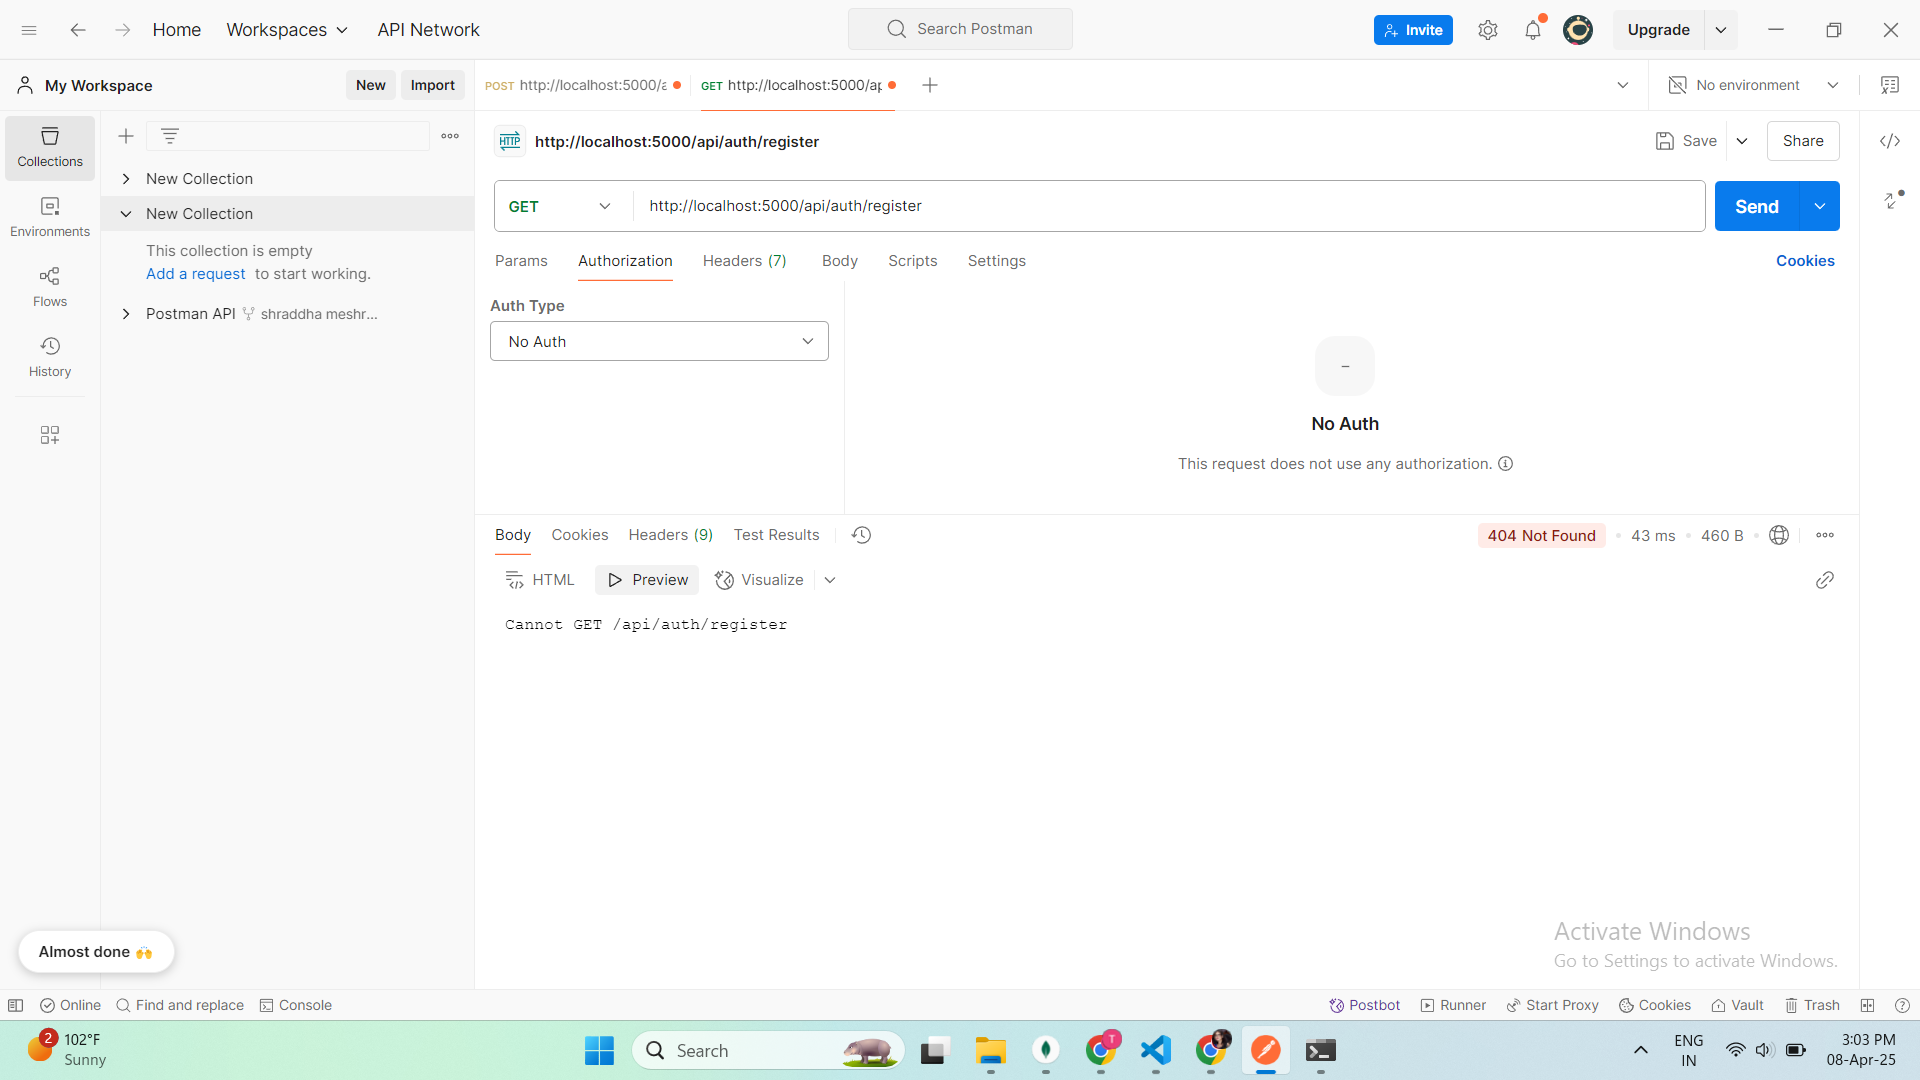 Home
Workspaces
API Network
Search Postman
Invite
Upgrade
My Workspace
New
Import
POST http://localhost:5000/a
GET http://localhost:5000/ap
No environment
Collections
Environments
Flows
History
New Collection
New Collection
This collection is empty
Add a request to start working.
Postman API shraddha meshr...
HTTP http://localhost:5000/api/auth/register
Save
Share
GET
http://localhost:5000/api/auth/register
Send
Params
Authorization
Headers (7)
Body
Scripts
Settings
Cookies
Auth Type
No Auth
No Auth
This request does not use any authorization.
Body
Cookies
Headers (9)
Test Results
404 Not Found
43 ms
460 B
HTML
Preview
Visualize
Cannot GET /api/auth/register
Activate Windows
Go to Settings to activate Windows.
Almost done 🙌
Online
Find and replace
Console
Postbot
Runner
Start Proxy
Cookies
Vault
Trash
2
102°F
Sunny
Search
T
ENG
IN
3:03 PM
08-Apr-25